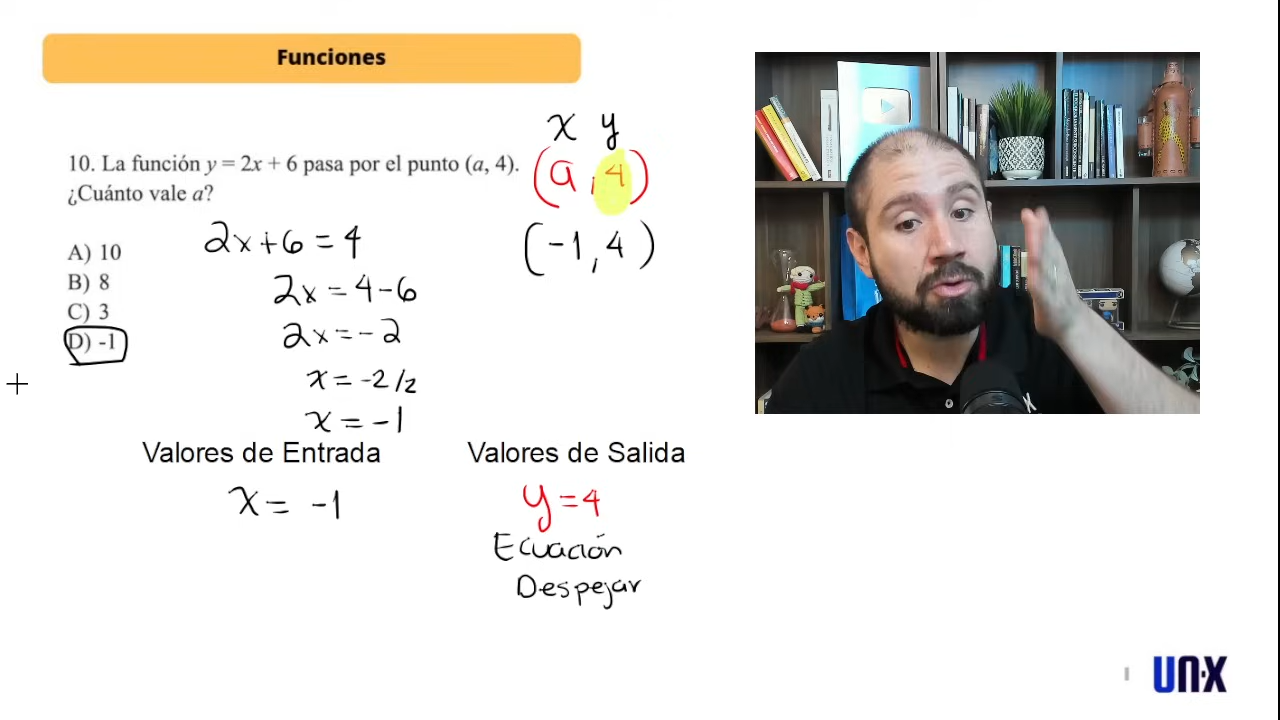 Funciones
10. La función y = 2x + 6 pasa por el punto (a, 4).
¿Cuánto vale a?
A) 10
B) 8
C) 3
D) -1
x y
(a, 4)
(-1, 4)
2x+6 = 4
2x = 4-6
2x = -2
x = -2/2
x = -1
Valores de Entrada
x = -1
Valores de Salida
y = 4
Ecuación
Despejar
UNX